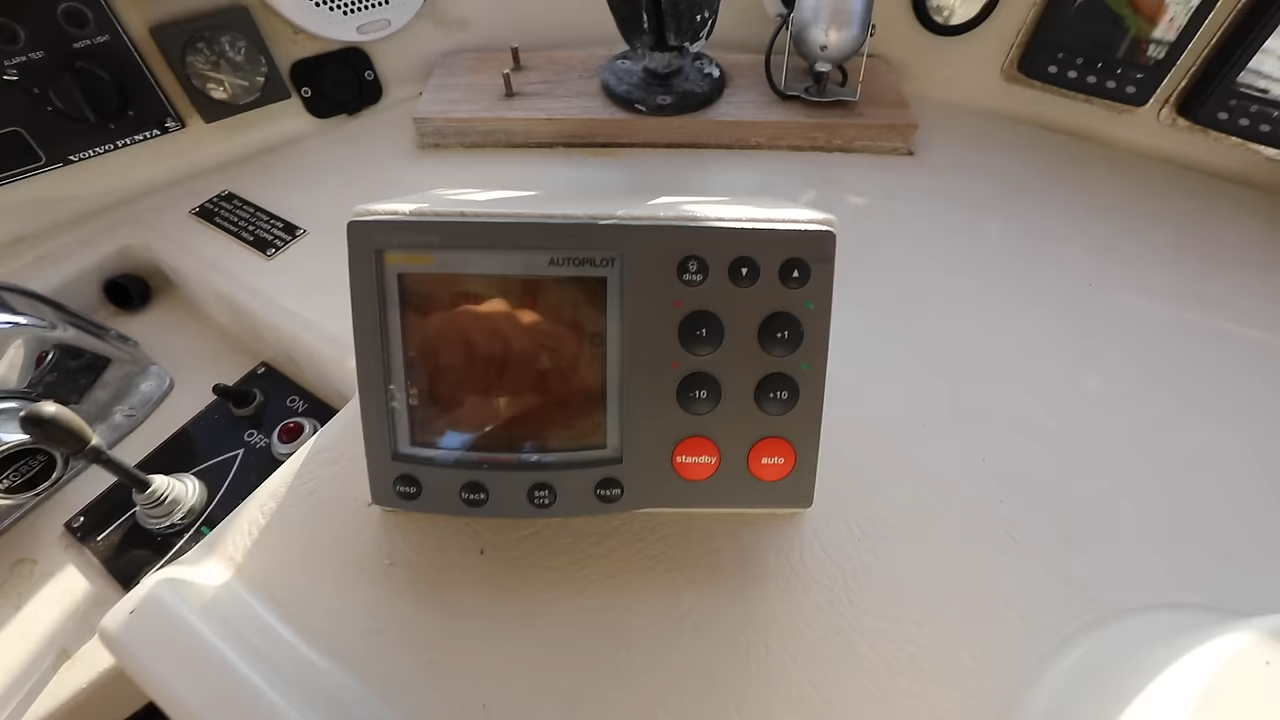 ALARM TEST
INSTR LIGHT
VOLVO PENTA
AUTOPILOT
disp
▼
▲
-1
+1
-10
+10
standby
auto
resp
track
set
crs
res'm
ON
OFF
MORSE